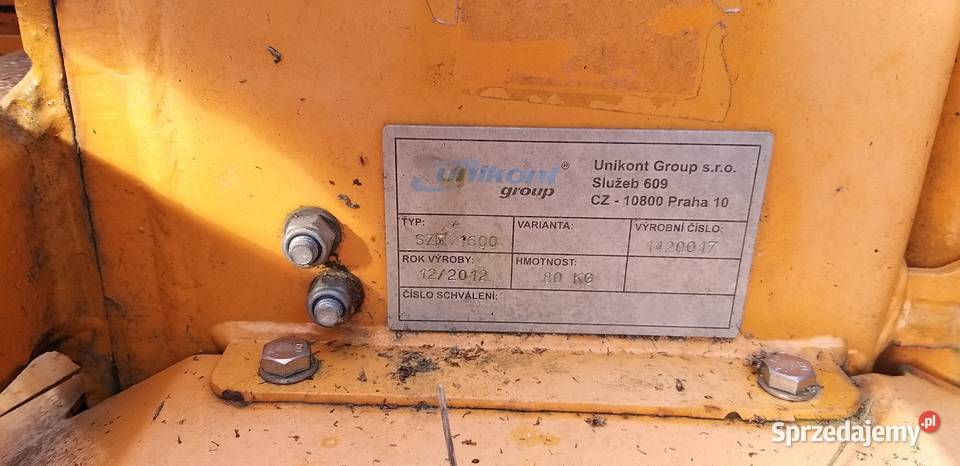 unikont®
group
Unikont Group s.r.o.
Služeb 609
CZ - 10800 Praha 10
TYP:
VARIANTA:
VÝROBNÍ ČÍSLO:
1600
1420017
ROK VÝROBY:
HMOTNOST:
12/2012
80 KG
ČÍSLO SCHVÁLENÍ:
Sprzedajemy.pl